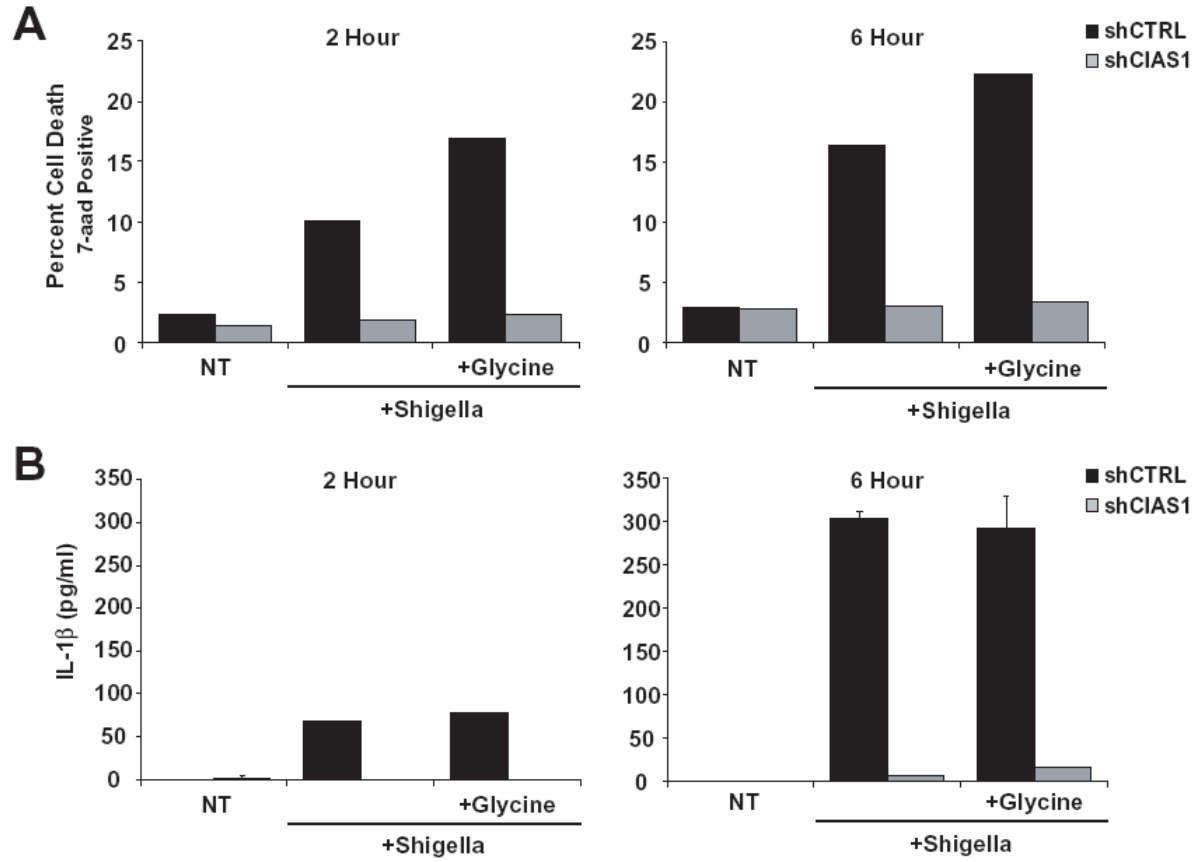 A
2 Hour
6 Hour
shCTRL
shCIAS1
Percent Cell Death
7-aad Positive
25
20
15
10
5
0
NT
+Glycine
+Shigella
25
20
15
10
5
0
NT
+Glycine
+Shigella
B
2 Hour
6 Hour
shCTRL
shCIAS1
IL-1β (pg/ml)
350
300
250
200
150
100
50
0
NT
+Glycine
+Shigella
350
300
250
200
150
100
50
0
NT
+Glycine
+Shigella